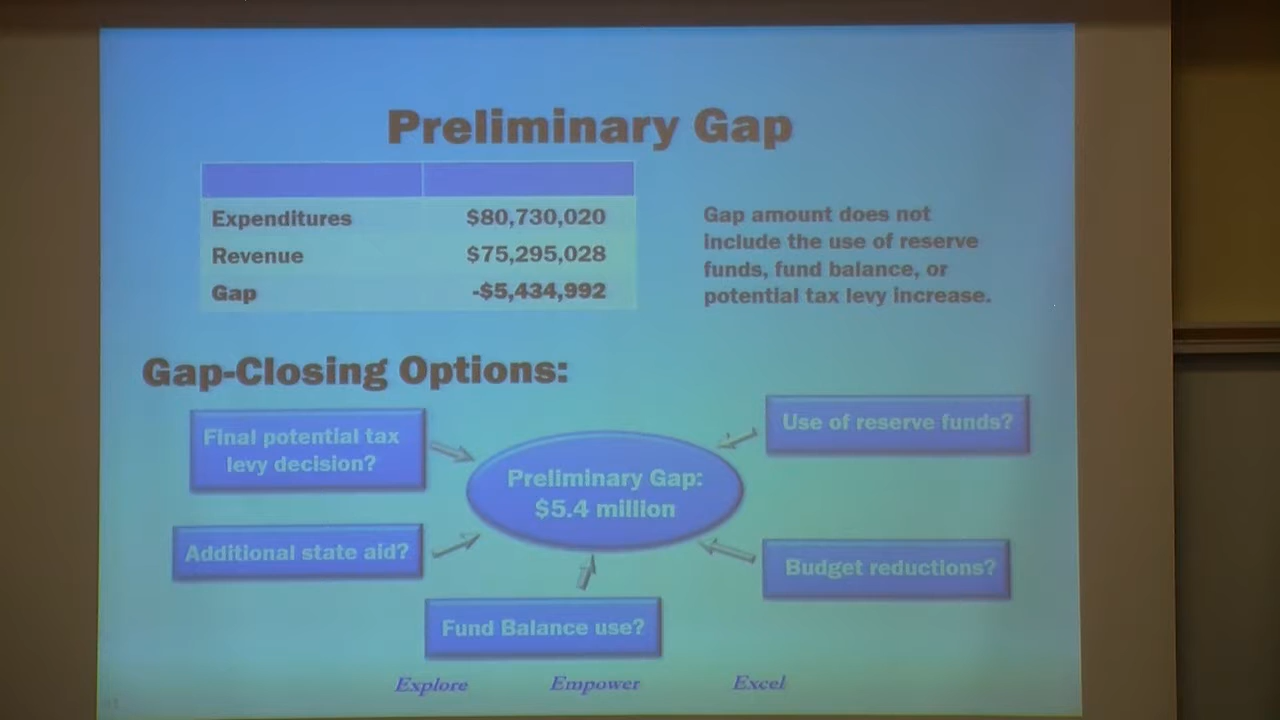 Preliminary Gap
Expenditures $80,730,020
Revenue $75,295,028
Gap -$5,434,992
Gap amount does not
include the use of reserve
funds, fund balance, or
potential tax levy increase.
Gap-Closing Options:
Final potential tax
levy decision?
Use of reserve funds?
Preliminary Gap:
$5.4 million
Additional state aid?
Budget reductions?
Fund Balance use?
Explore Empower Excel